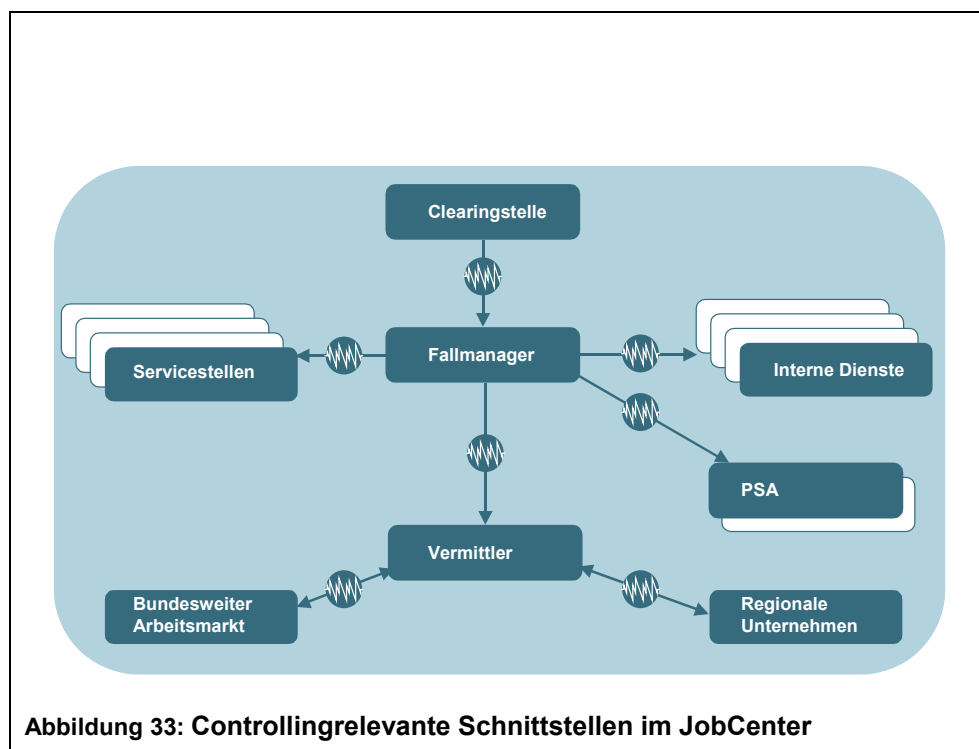 Clearingstelle
Servicestellen
Fallmanager
Interne Dienste
PSA
Vermittler
Bundesweiter
Arbeitsmarkt
Regionale
Unternehmen
Abbildung 33: Controllingrelevante Schnittstellen im JobCenter